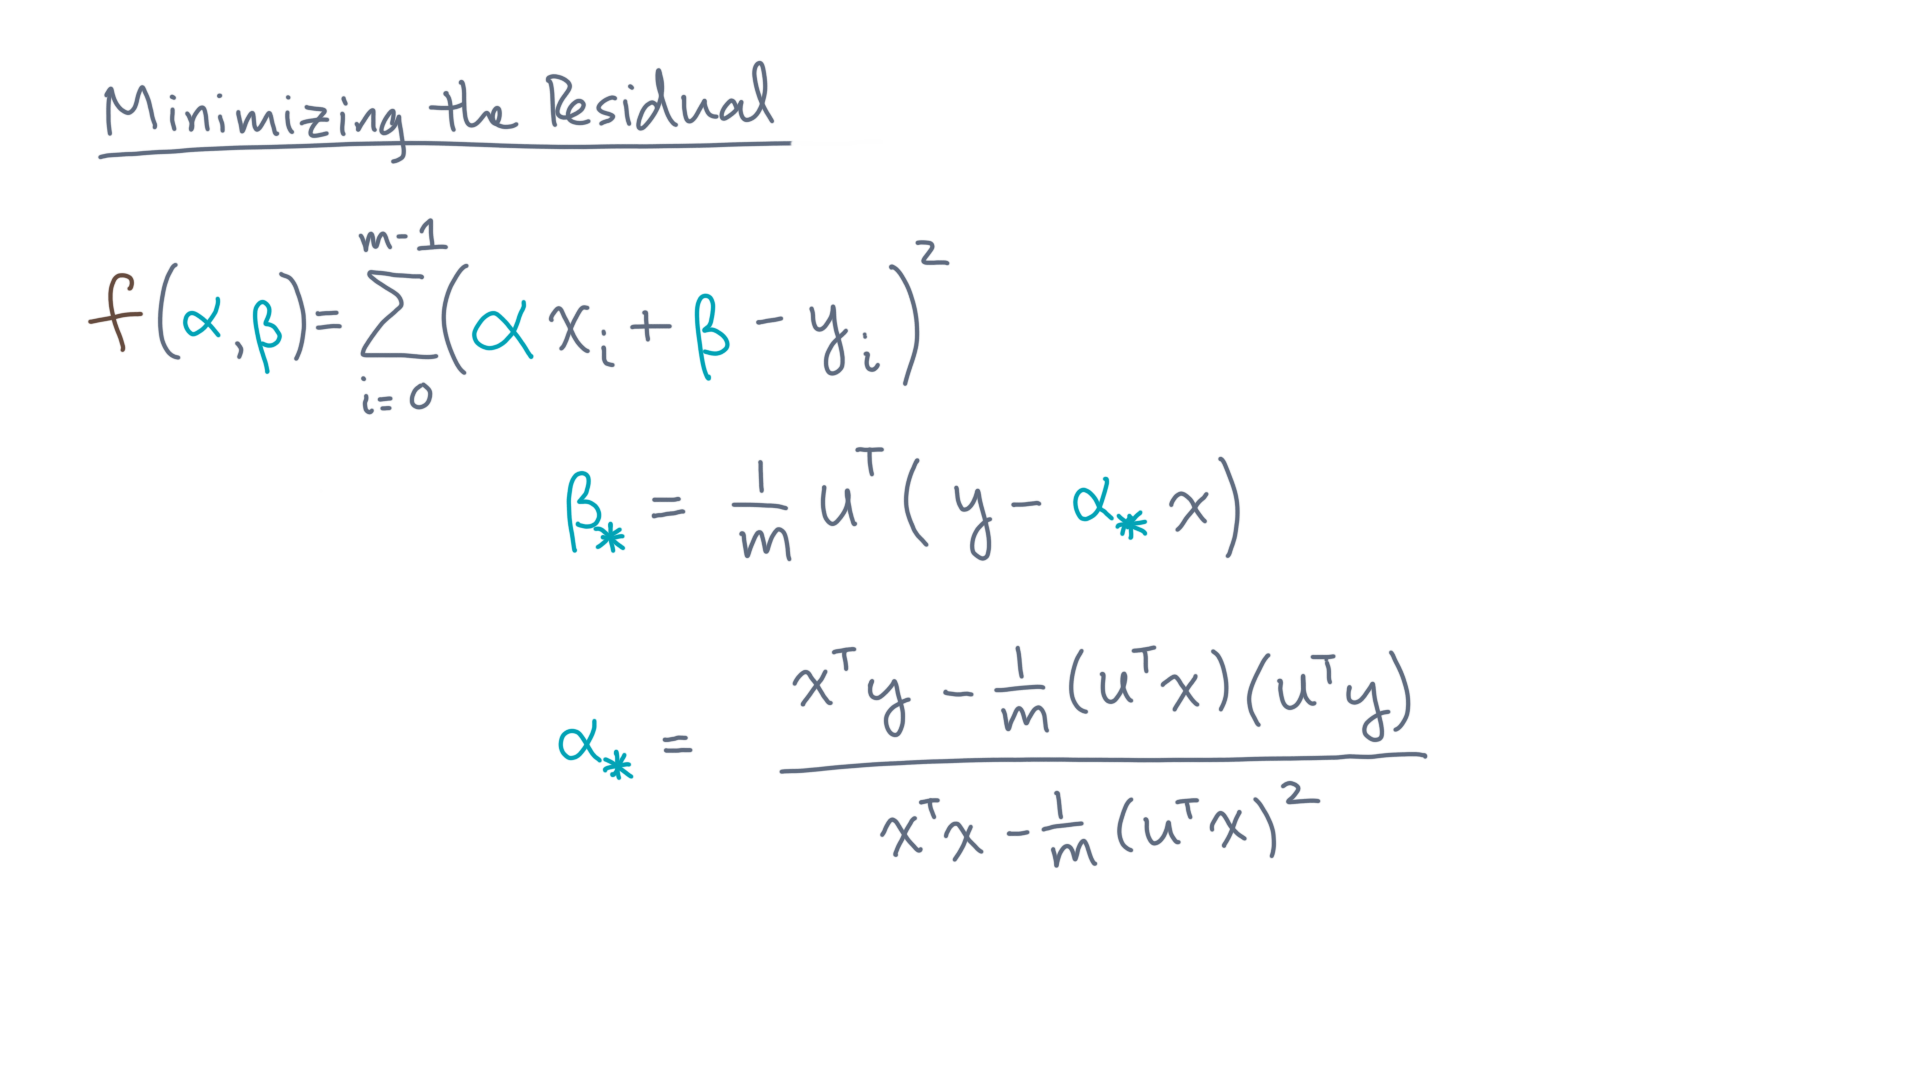 Minimizing the Residual
f(α,β) = ∑_{i=0}^{m-1} (α x_i + β - y_i)^2
β_* = 1/m u^T (y - α_* x)
α_* = (x^T y - 1/m (u^T x)(u^T y)) / (x^T x - 1/m (u^T x)^2)